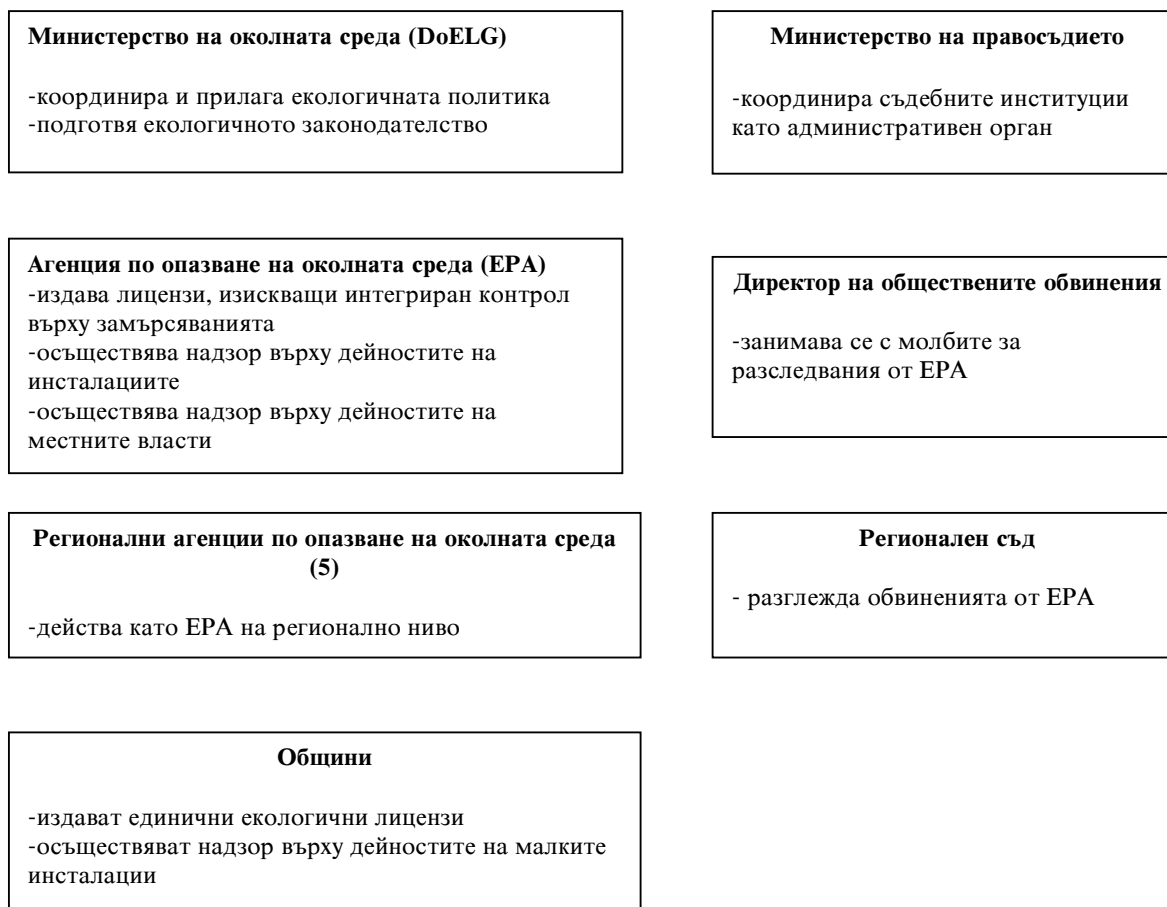 Министерство на околната среда (DoELG)
-координира и прилага екологичната политика
-подготвя екологичното законодателство
Министерство на правосъдието
-координира съдебните институции
като административен орган
Агенция по опазване на околната среда (EPA)
-издава лицензи, изискващи интегриран контрол
върху замърсяванията
-осъществява надзор върху дейностите на
инсталациите
-осъществява надзор върху дейностите на
местните власти
Директор на обществените обвинения
-занимава се с молбите за
разследвания от EPA
Регионални агенции по опазване на околната среда
(5)
-действа като EPA на регионално ниво
Регионален съд
- разглежда обвиненията от EPA
Общини
-издават единични екологични лицензи
-осъществяват надзор върху дейностите на малките
инсталации